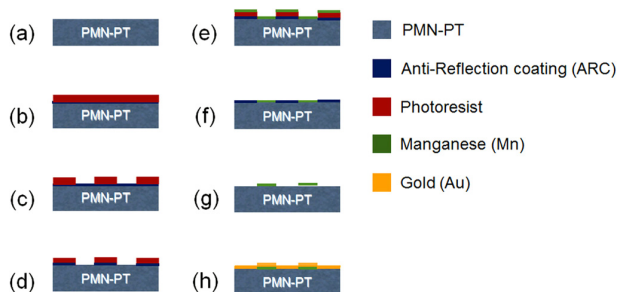 (a) PMN-PT
(b) PMN-PT
(c) PMN-PT
(d) PMN-PT
(e) PMN-PT
(f) PMN-PT
(g) PMN-PT
(h) PMN-PT
PMN-PT
Anti-Reflection coating (ARC)
Photoresist
Manganese (Mn)
Gold (Au)